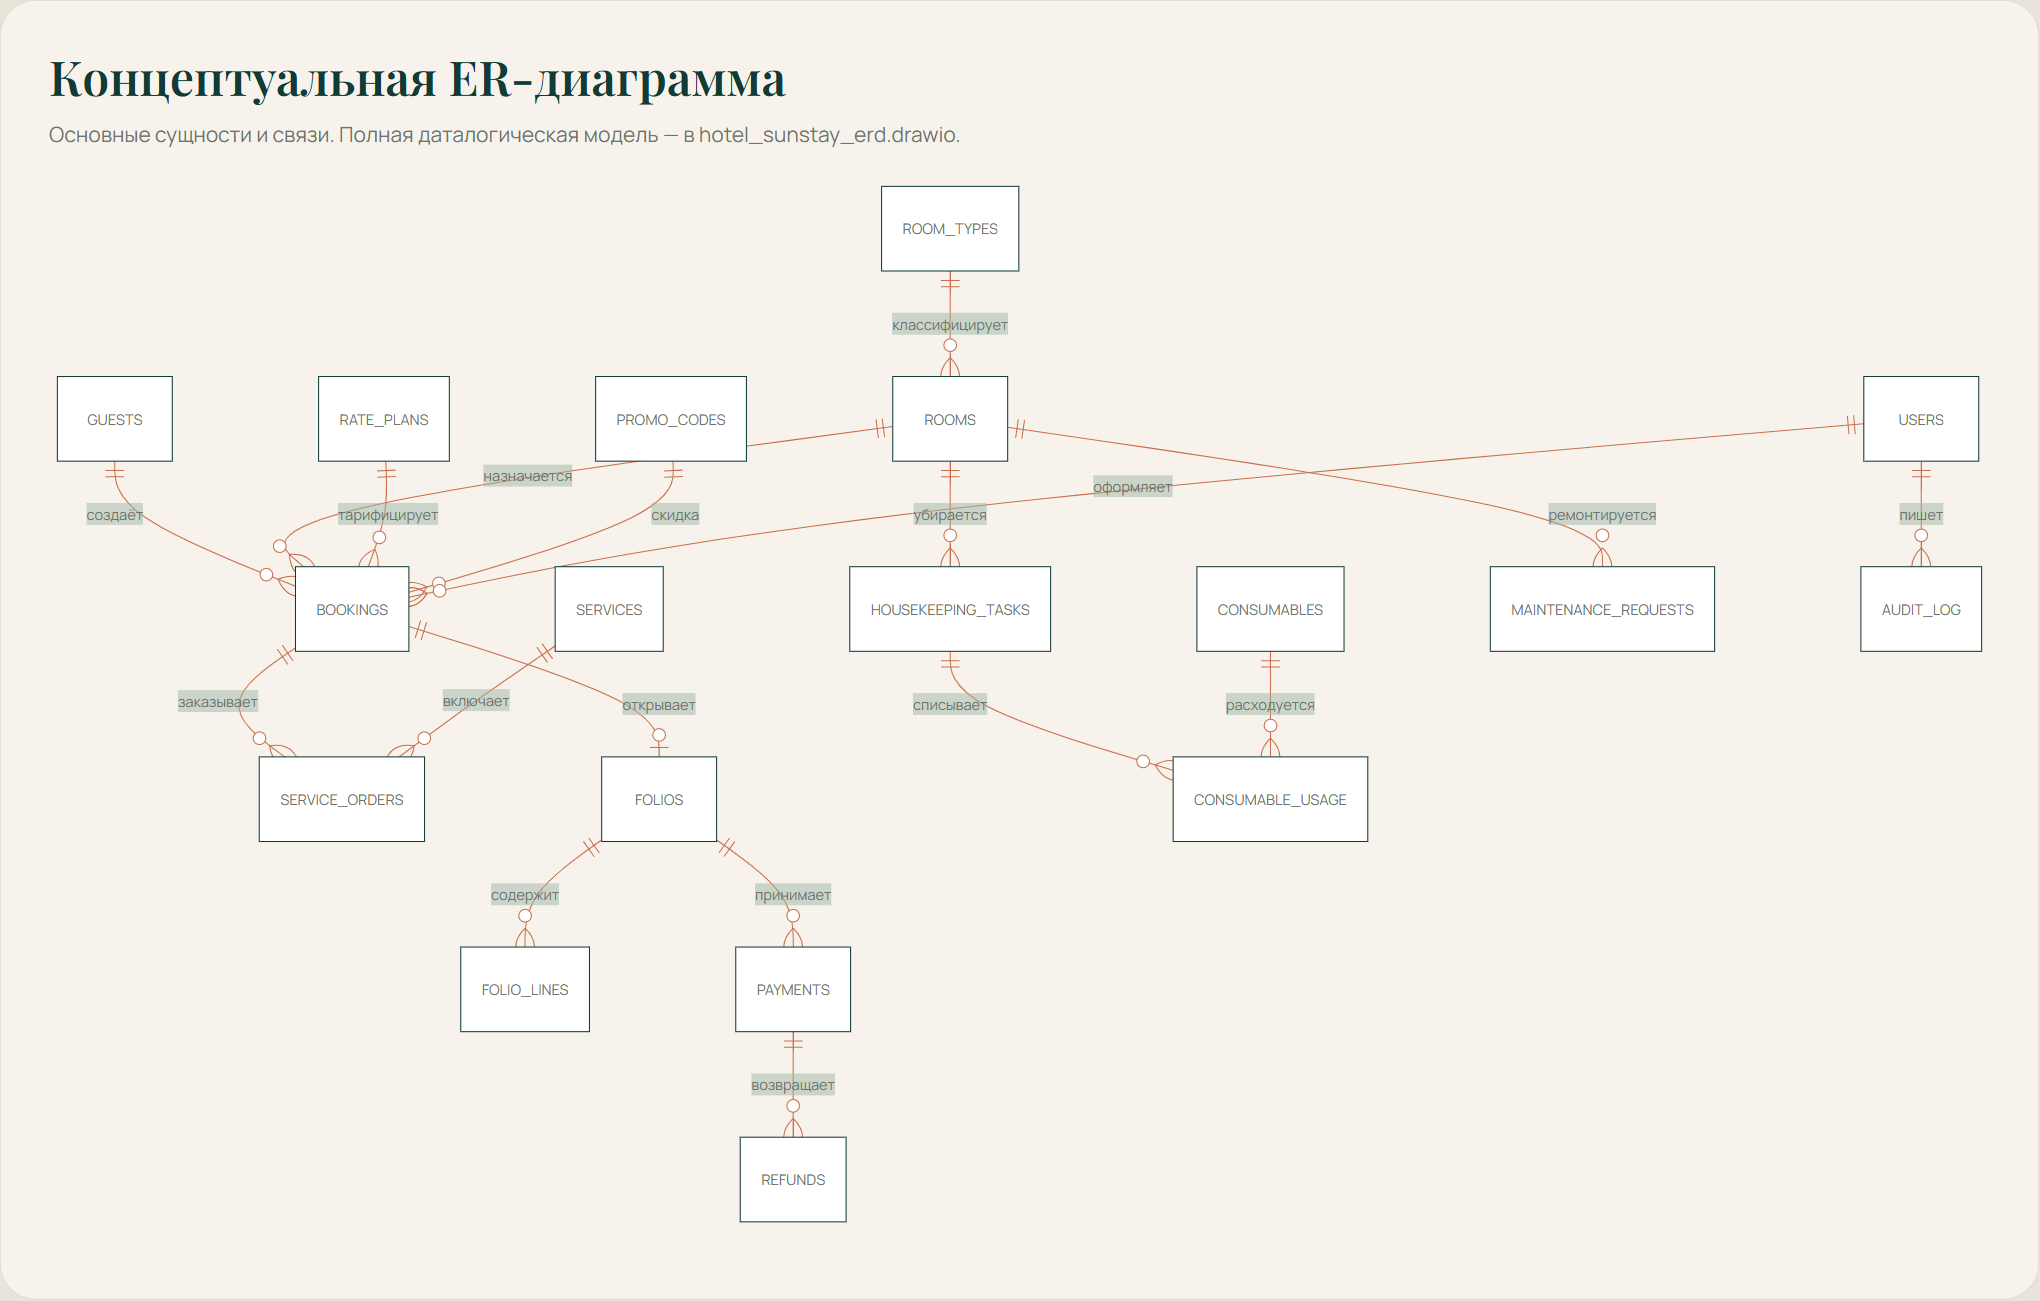 Концептуальная ER-диаграмма
Основные сущности и связи. Полная даталогическая модель — в hotel_sunstay_erd.drawio.
ROOM_TYPES
классифицирует
GUESTS
RATE_PLANS
PROMO_CODES
ROOMS
USERS
назначается
оформляет
создаёт
тарифицирует
скидка
убирается
ремонтируется
пишет
BOOKINGS
SERVICES
HOUSEKEEPING_TASKS
CONSUMABLES
MAINTENANCE_REQUESTS
AUDIT_LOG
заказывает
включает
открывает
списывает
расходуется
SERVICE_ORDERS
FOLIOS
CONSUMABLE_USAGE
содержит
принимает
FOLIO_LINES
PAYMENTS
возвращает
REFUNDS